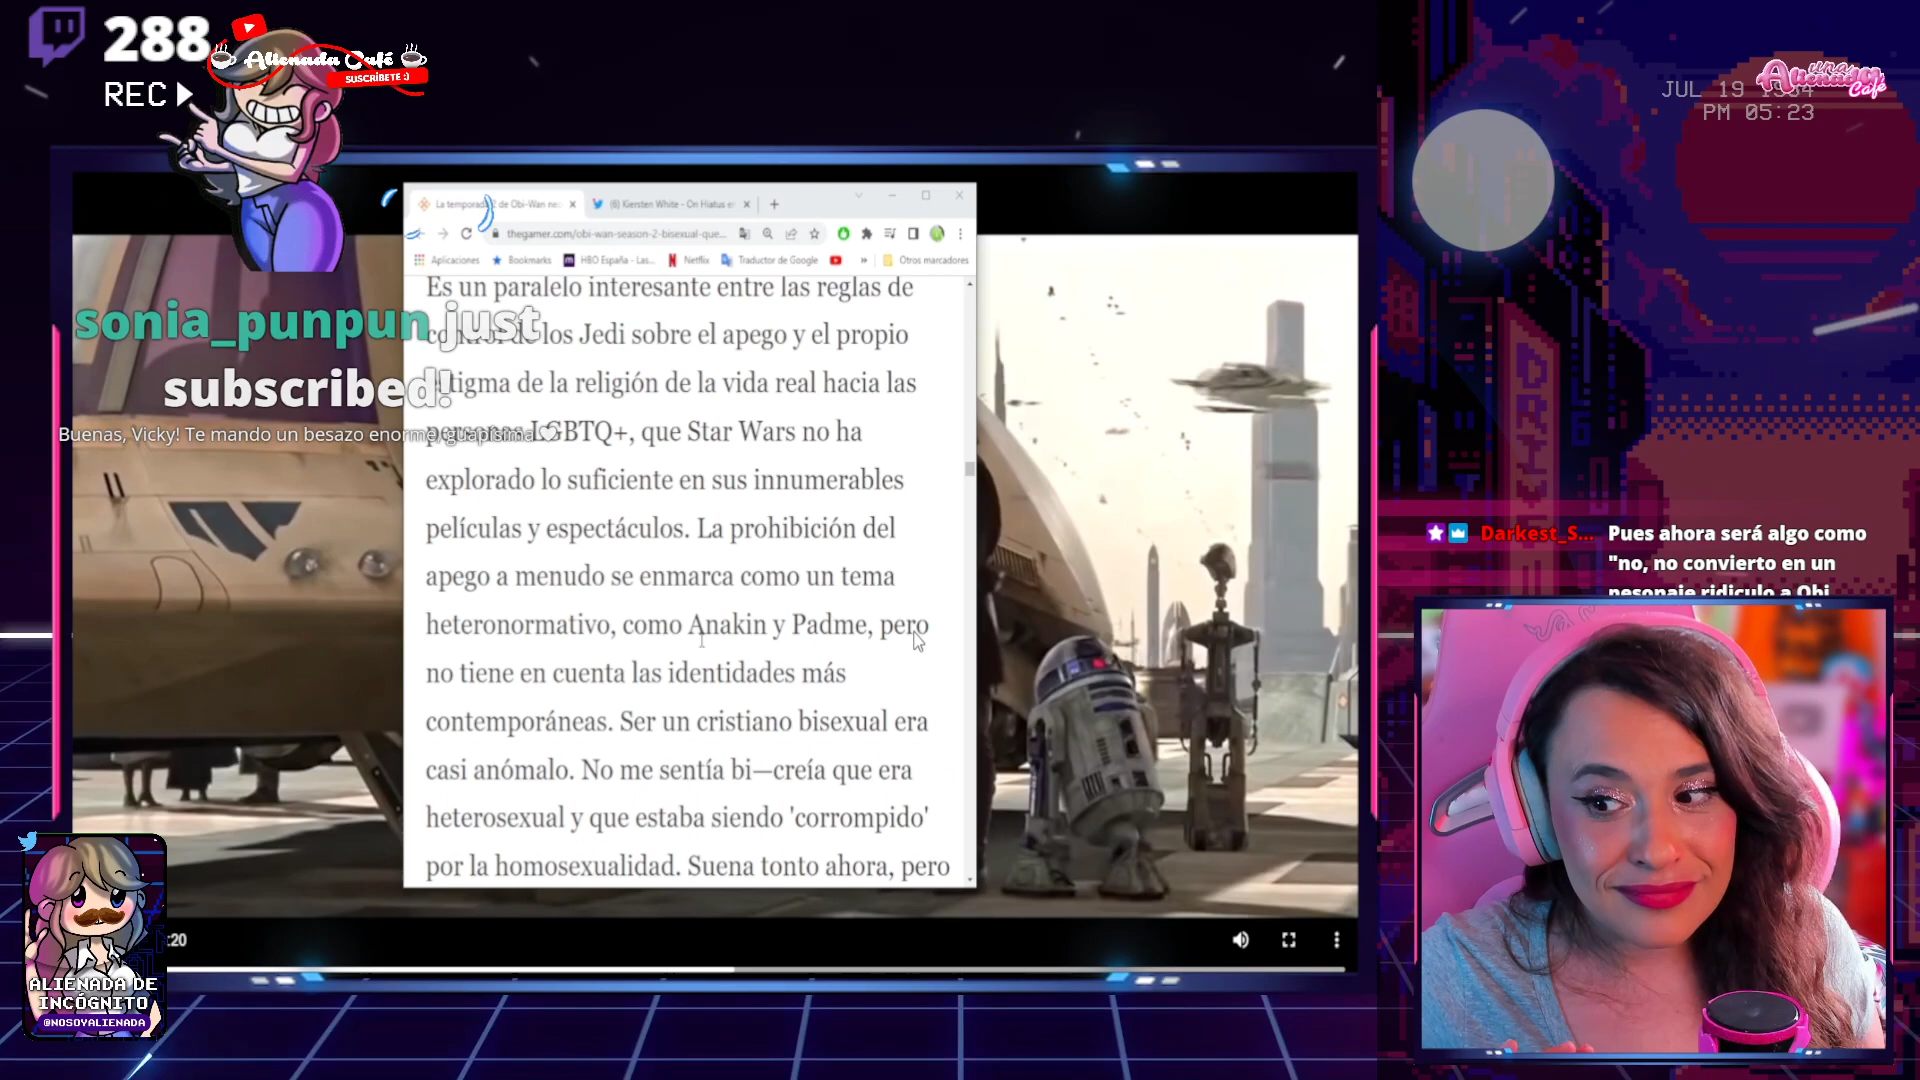 288
REC
Alienada Café
SUSCRÍBETE :)
una Alienada Café
JUL 19
PM 05:23
La temporada 2 de Obi-Wan
(6) Kiersten White - On Hiatus
thegamer.com/obi-wan-season-2-bisexual-que...
Aplicaciones
Bookmarks
HBO España - Las...
Netflix
Traductor de Google
»
Otros marcadores
Es un paralelo interesante entre las reglas de
los Jedi sobre el apego y el propio
de la religión de la vida real hacia las
LGBTQ+, que Star Wars no ha
explorado lo suficiente en sus innumerables
películas y espectáculos. La prohibición del
apego a menudo se enmarca como un tema
heteronormativo, como Anakin y Padme, pero
no tiene en cuenta las identidades más
contemporáneas. Ser un cristiano bisexual era
casi anómalo. No me sentía bi—creía que era
heterosexual y que estaba siendo 'corrompido'
por la homosexualidad. Suena tonto ahora, pero
sonia_punpun just
subscribed!
Buenas, Vicky! Te mando un besazo enorme, guapísima
Darkest_S... Pues ahora será algo como
"no, no convierto en un
pesonaje ridiculo a Obi
:20
ALIENADA DE
INCÓGNITO
@NOSOYALIENADA